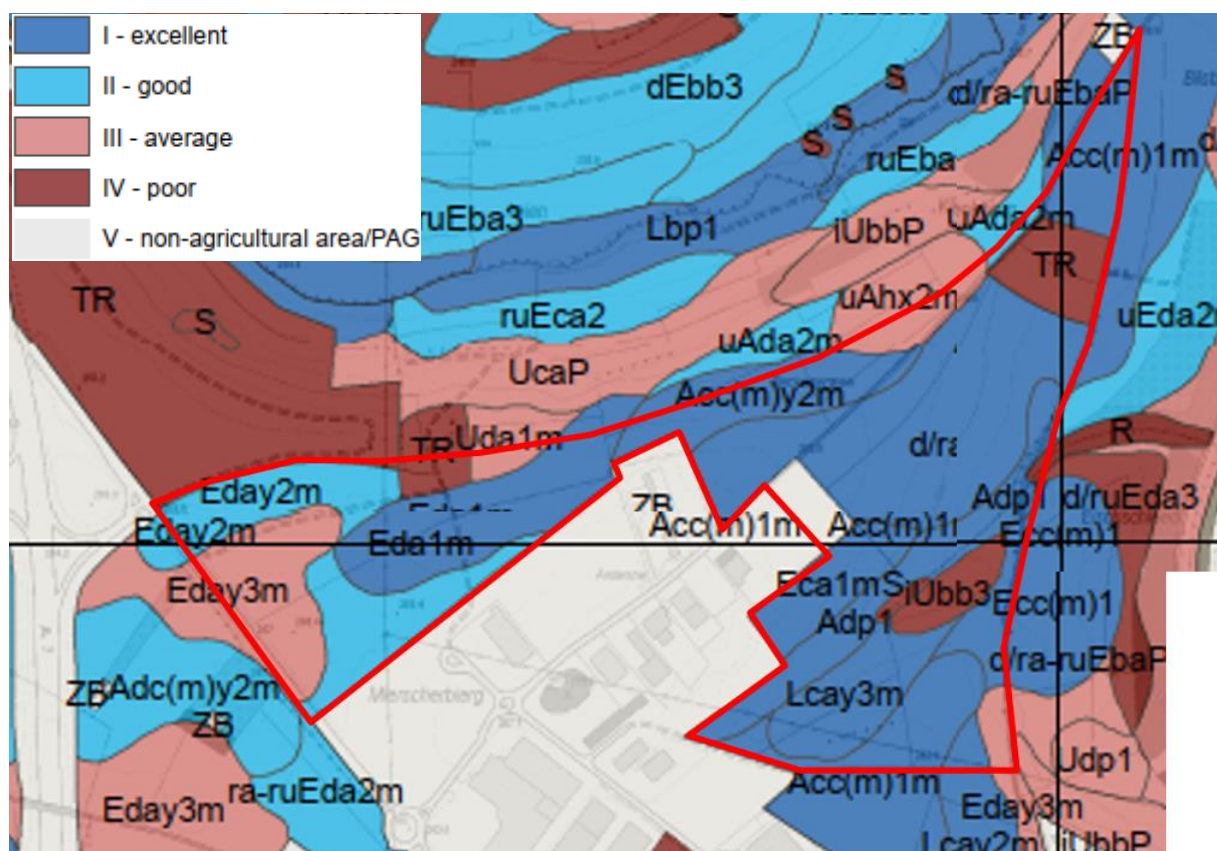 I - excellent
II - good
III - average
IV - poor
V - non-agricultural area/PAG
ZB
dEbb3
S
d/ra-ruEbaP
S
S
ruEba
Acc(m)1m
ruEba3
Lbp1
iUbbP
uAda2m
TR
TR
S
ruEca2
uAhx2m
uEda2
uAda2m
UcaP
Acc(m)y2m
TR
Uda1m
d/ra
R
Eday2m
ZB
Adp1
d/ruEda3
Eday2m
Eda1m
Acc(m)1m
Acc(m)1
Ecc(m)1
Eday3m
Eca1mS
iUbb3
Ecc(m)1
Adp1
d/ra-ruEbaP
ZB
Adc(m)y2m
Mierscherbierg
Lcay3m
ZB
Udp1
Eday3m
ra-ruEda2m
Acc(m)1m
Eday3m
Lcay2m
iUbbP